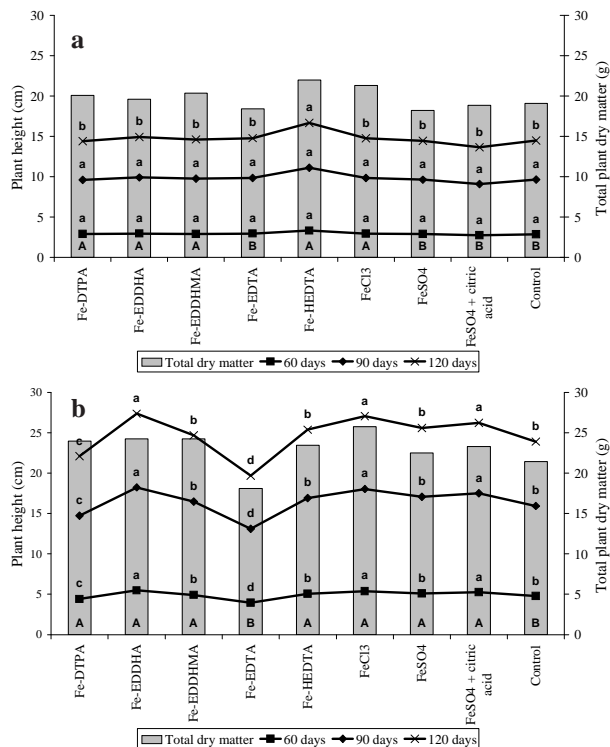 a
30 30
25 25
20 20
15 15
10 10
5 5
0 0
Plant height (cm)
Total plant dry matter (g)
b b b b a b b b b
a a a a a a a a a
a a a a a a a a a
A A A B A A B B B
Fe-DTPA
Fe-EDDHA
Fe-EDDHMA
Fe-EDTA
Fe-HEDTA
FeCl3
FeSO4
FeSO4 + citric
acid
Control
Total dry matter 60 days 90 days 120 days
b
30 30
25 25
20 20
15 15
10 10
5 5
0 0
Plant height (cm)
Total plant dry matter (g)
c a b d b a b a b
c a b d b a b a b
c a b d b a b a b
A A A B A A A A B
Fe-DTPA
Fe-EDDHA
Fe-EDDHMA
Fe-EDTA
Fe-HEDTA
FeCl3
FeSO4
FeSO4 + citric
acid
Control
Total dry matter 60 days 90 days 120 days